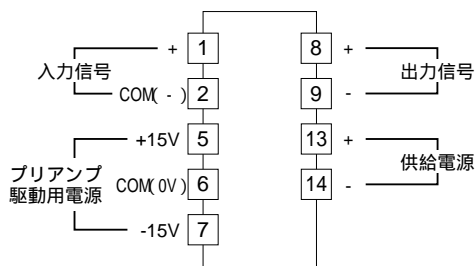 + 1
入力信号
COM( - ) 2
+15V 5
プリアンプ
駆動用電源
COM(0V) 6
-15V 7
8 +
出力信号
9 -
13 +
供給電源
14 -